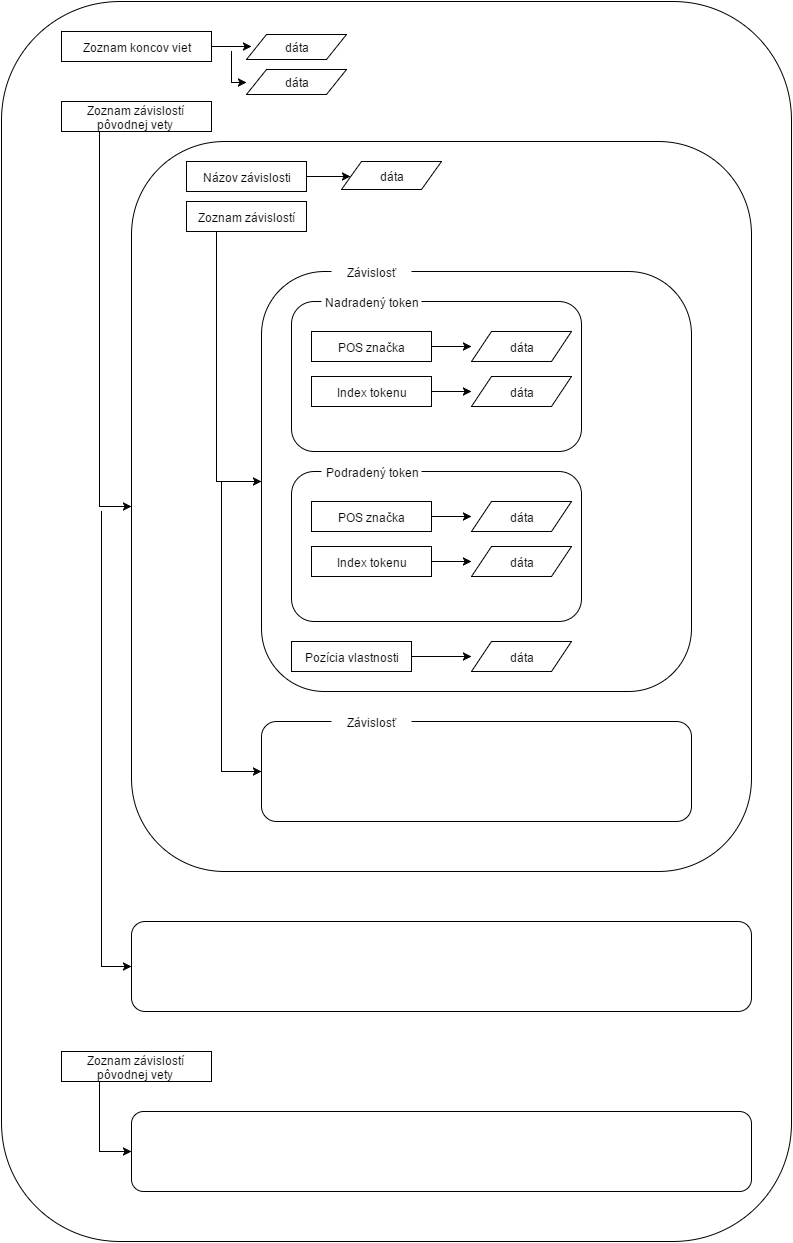 Zoznam koncov viet
dáta
dáta
Zoznam závislostí
pôvodnej vety
Názov závislosti
dáta
Zoznam závislostí
Závislosť
Nadradený token
POS značka
dáta
Index tokenu
dáta
Podradený token
POS značka
dáta
Index tokenu
dáta
Pozícia vlastnosti
dáta
Závislosť
Zoznam závislostí
pôvodnej vety